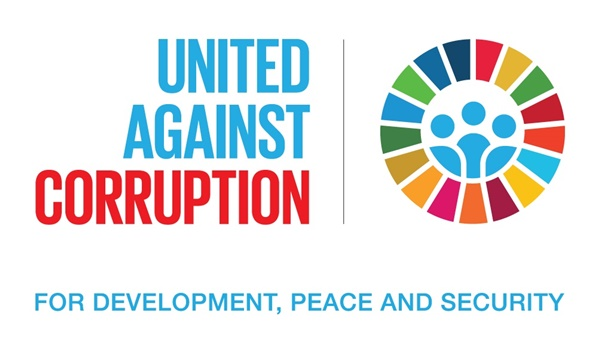 UNITED
AGAINST
CORRUPTION
FOR DEVELOPMENT, PEACE AND SECURITY